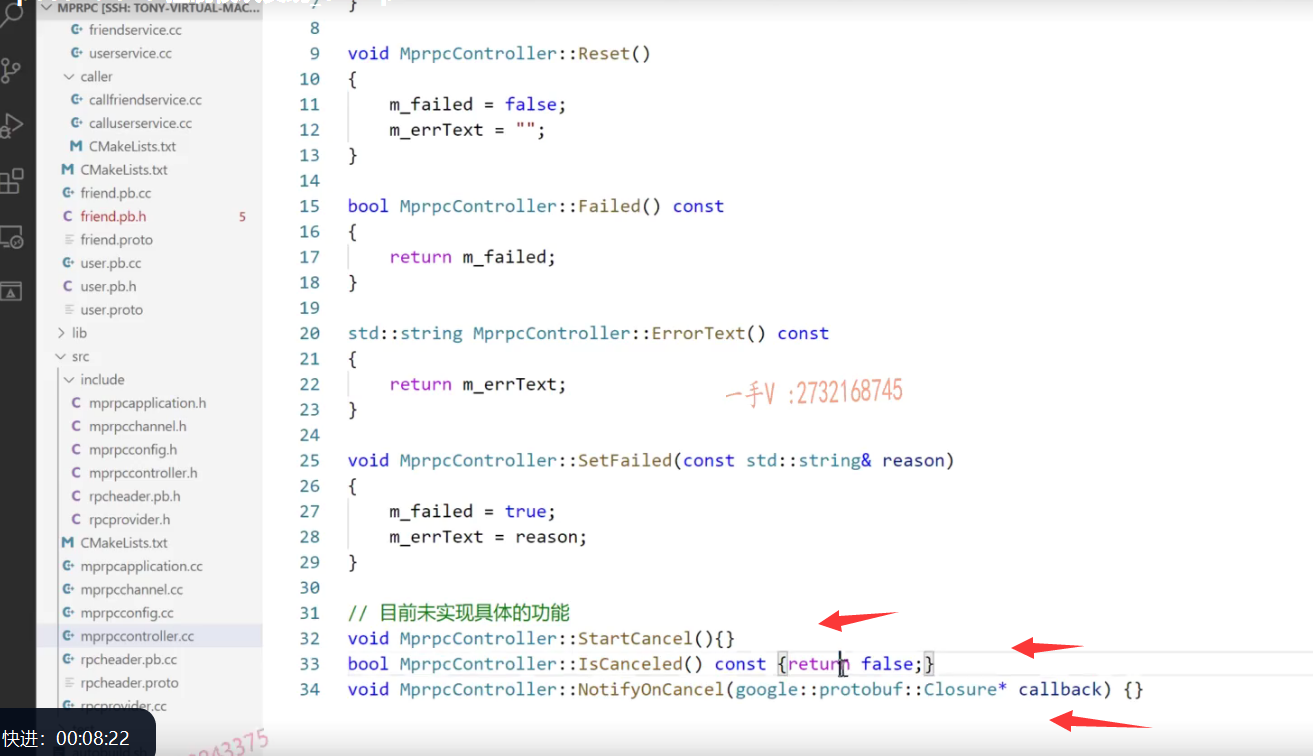 MPRPC [SSH: TONY-VIRTUAL-MAC...
friendservice.cc
userservice.cc
caller
callfriendservice.cc
calluserservice.cc
CMakeLists.txt
CMakeLists.txt
friend.pb.cc
friend.pb.h 5
friend.proto
user.pb.cc
user.pb.h
user.proto
lib
src
include
mprpcapplication.h
mprpcchannel.h
mprpcconfig.h
mprpccontroller.h
rpcheader.pb.h
rpcprovider.h
CMakeLists.txt
mprpcapplication.cc
mprpcchannel.cc
mprpcconfig.cc
mprpccontroller.cc
rpcheader.pb.cc
rpcheader.proto
rpcprovider.cc
快进：00:08:22
7 }
8
9 void MprpcController::Reset()
10 {
11 m_failed = false;
12 m_errText = "";
13 }
14
15 bool MprpcController::Failed() const
16 {
17 return m_failed;
18 }
19
20 std::string MprpcController::ErrorText() const
21 {
22 return m_errText;
23 }
24
25 void MprpcController::SetFailed(const std::string& reason)
26 {
27 m_failed = true;
28 m_errText = reason;
29 }
30
31 // 目前未实现具体的功能
32 void MprpcController::StartCancel(){}
33 bool MprpcController::IsCanceled() const {return false;}
34 void MprpcController::NotifyOnCancel(google::protobuf::Closure* callback) {}
一手V :2732168745